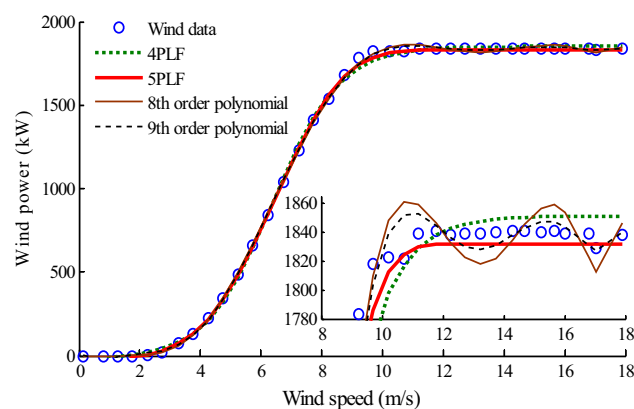 2000
1500
1000
500
0
Wind power (kW)
Wind data
4PLF
5PLF
8th order polynomial
9th order polynomial
1860
1840
1820
1800
1780
8 10 12 14 16 18
0 2 4 6 8 10 12 14 16 18
Wind speed (m/s)